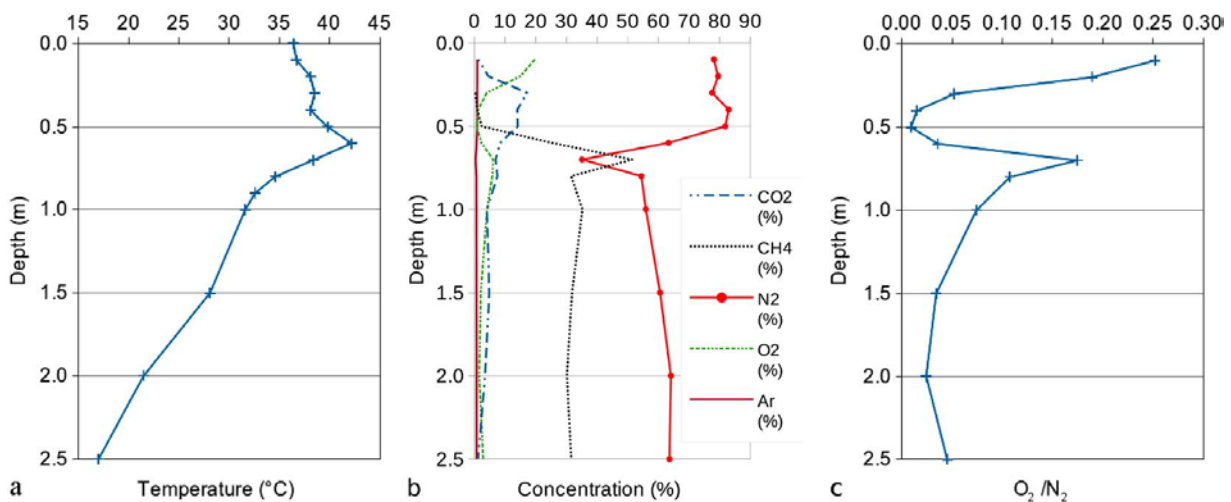 15 20 25 30 35 40 45
0.0
0.5
1.0
1.5
2.0
2.5
Depth (m)
a
Temperature (°C)
0 10 20 30 40 50 60 70 80 90
0.0
0.5
1.0
1.5
2.0
2.5
Depth (m)
CO2
(%)
CH4
(%)
N2
(%)
O2
(%)
Ar
(%)
b
Concentration (%)
0.00 0.05 0.10 0.15 0.20 0.25 0.30
0.0
0.5
1.0
1.5
2.0
2.5
Depth (m)
c
O₂ /N₂